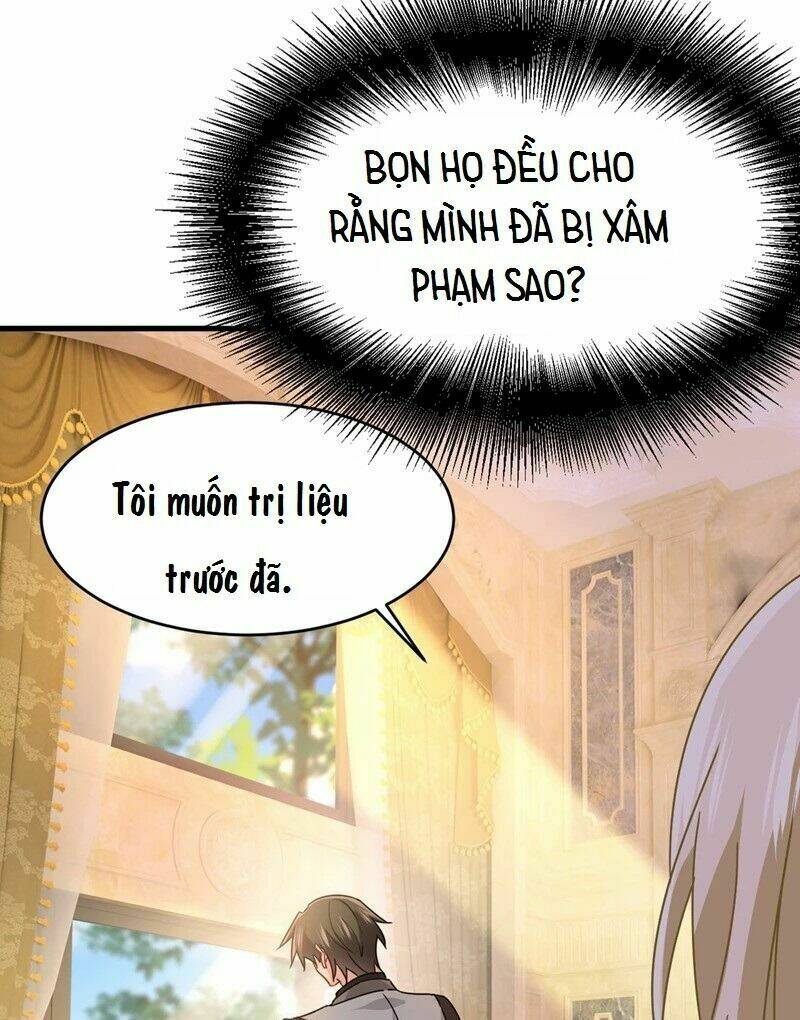 BỌN HỌ ĐỀU CHO
RẰNG MÌNH ĐÃ BỊ XÂM
PHẠM SAO?
Tôi muốn trị liệu
trước đã.